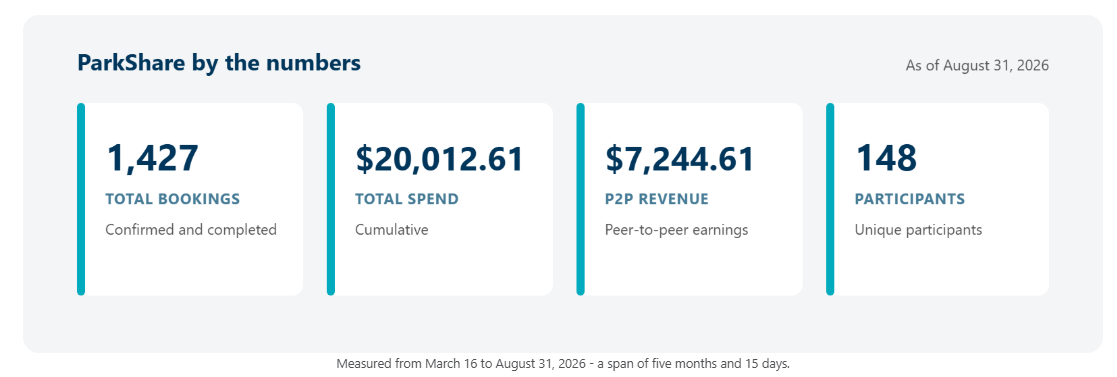 ParkShare by the numbers
As of August 31, 2026
1,427
TOTAL BOOKINGS
Confirmed and completed
$20,012.61
TOTAL SPEND
Cumulative
$7,244.61
P2P REVENUE
Peer-to-peer earnings
148
PARTICIPANTS
Unique participants
Measured from March 16 to August 31, 2026 - a span of five months and 15 days.